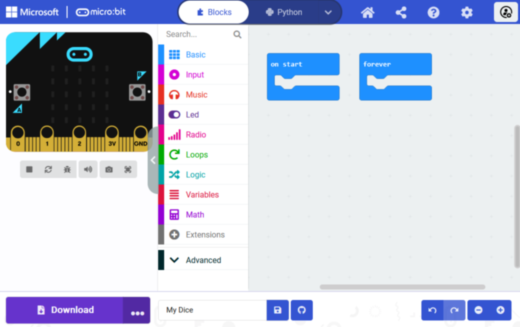 Microsoft micro:bit Blocks Python
Search...
Basic
Input
Music
Led
Radio
Loops
Logic
Variables
Math
Extensions
Advanced
on start
forever
0 1 2 3V GND
Download
My Dice